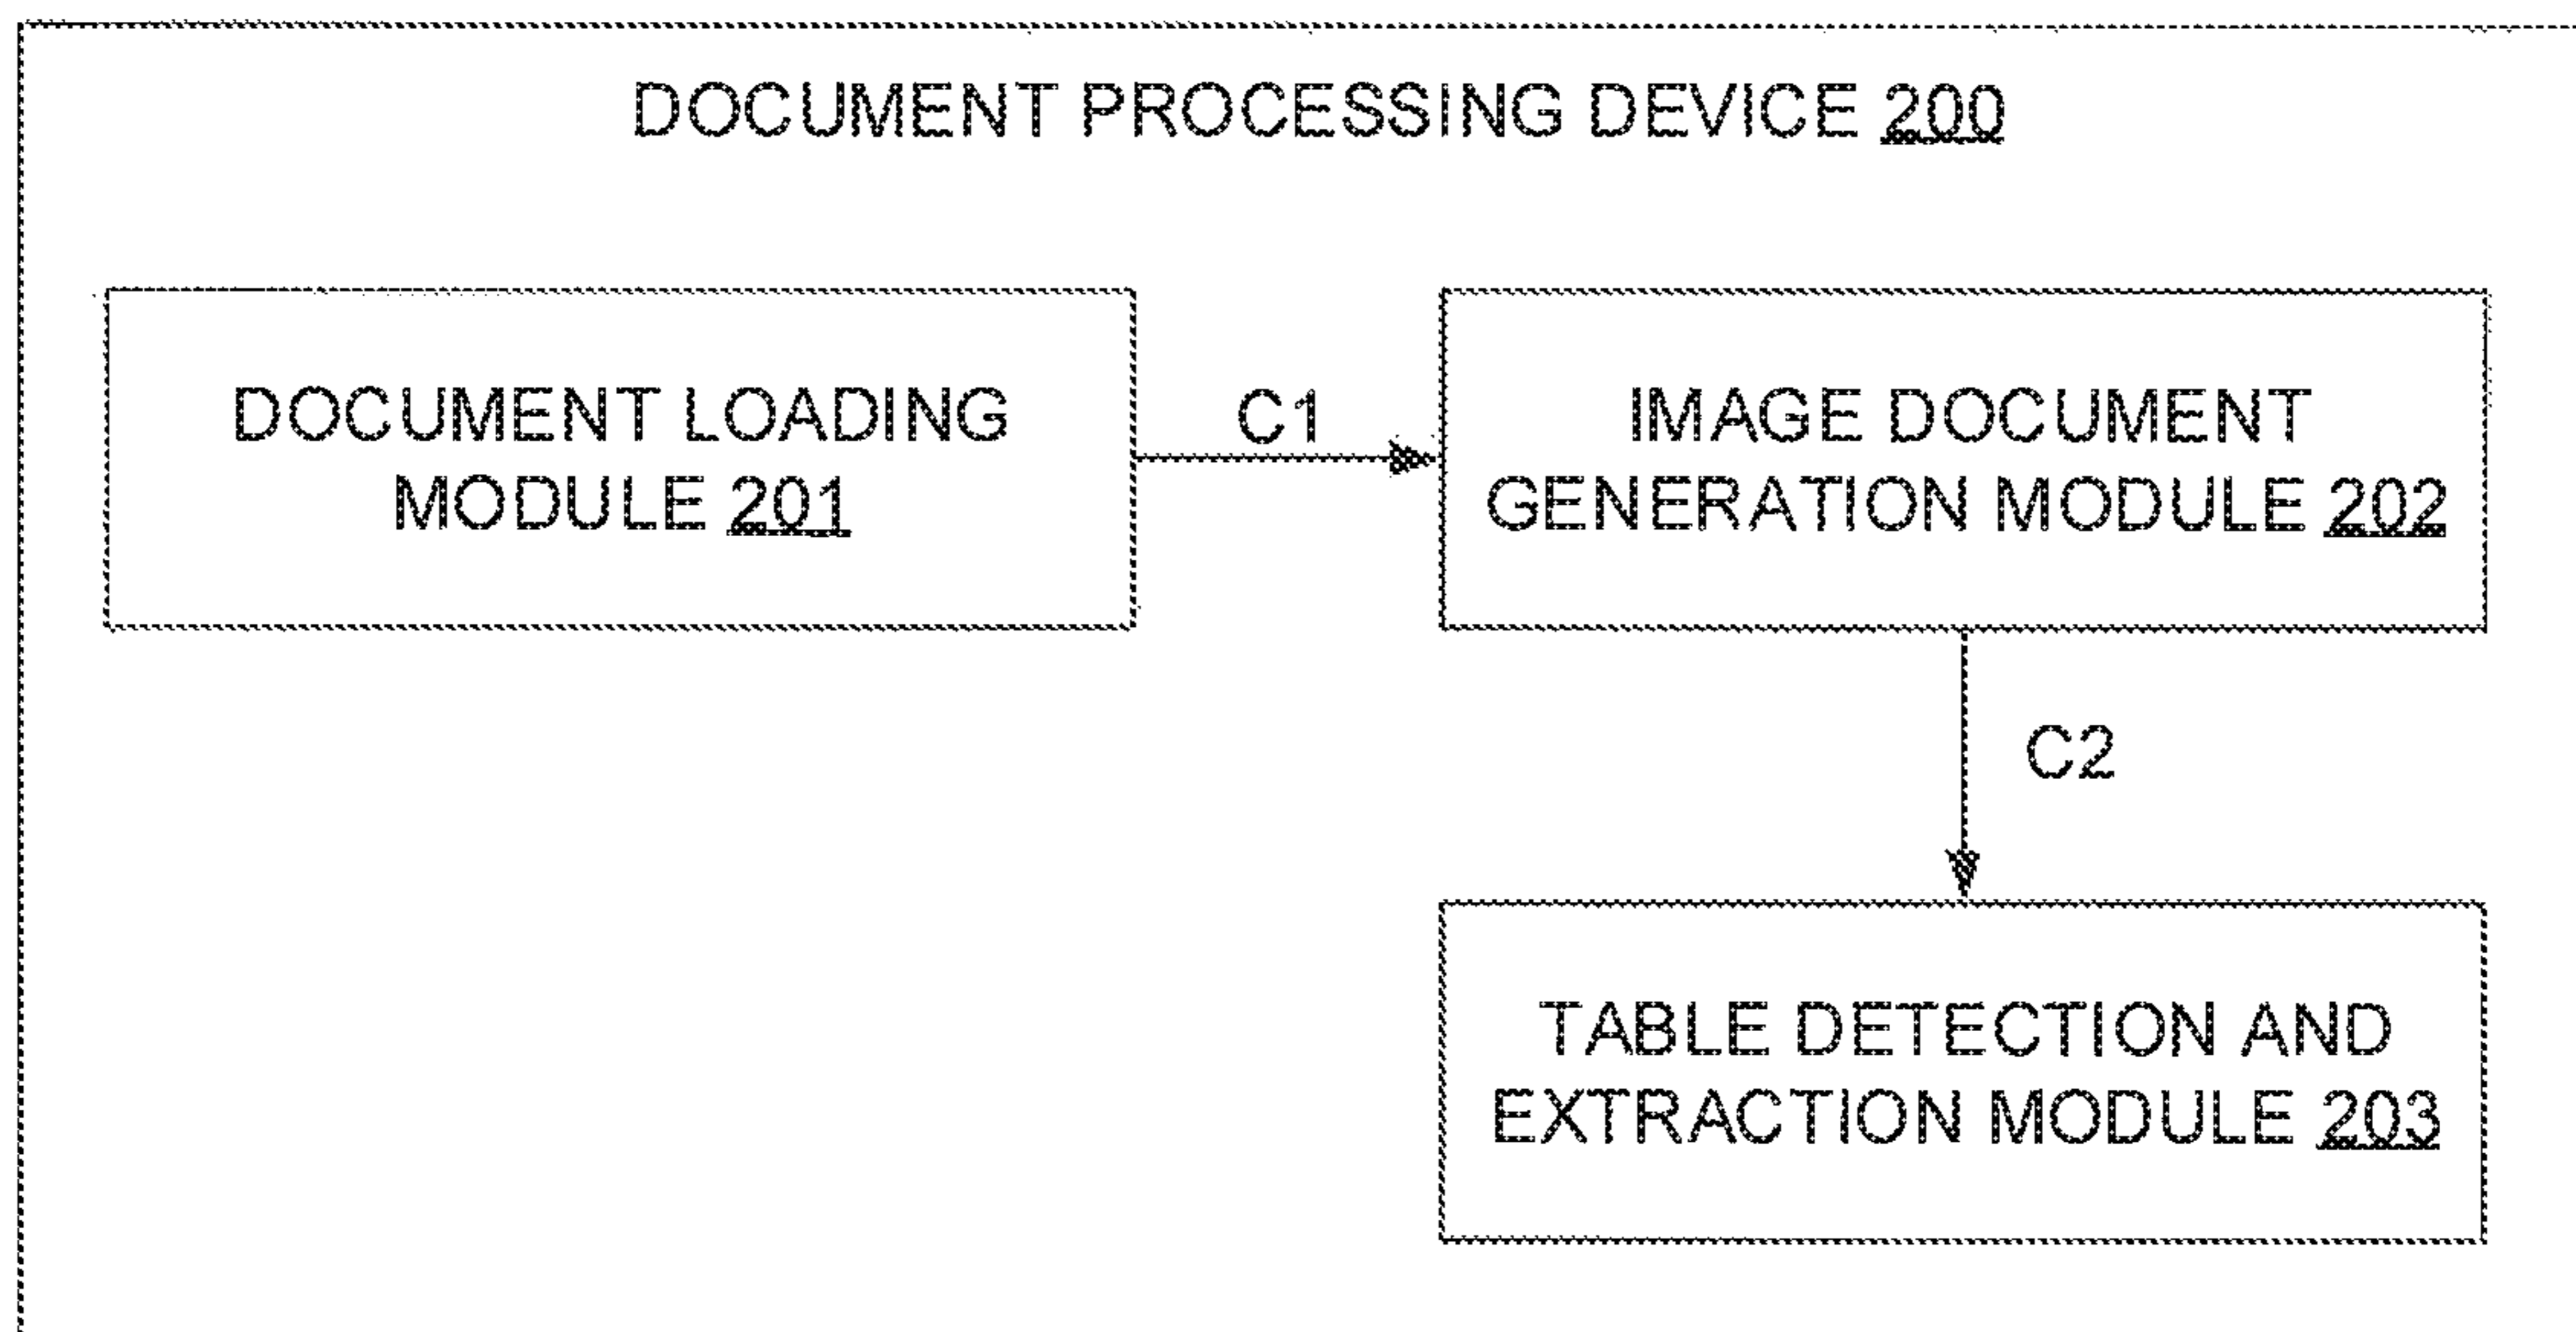 DOCUMENT PROCESSING DEVICE 200
DOCUMENT LOADING
MODULE 201
C1
IMAGE DOCUMENT
GENERATION MODULE 202
C2
TABLE DETECTION AND
EXTRACTION MODULE 203